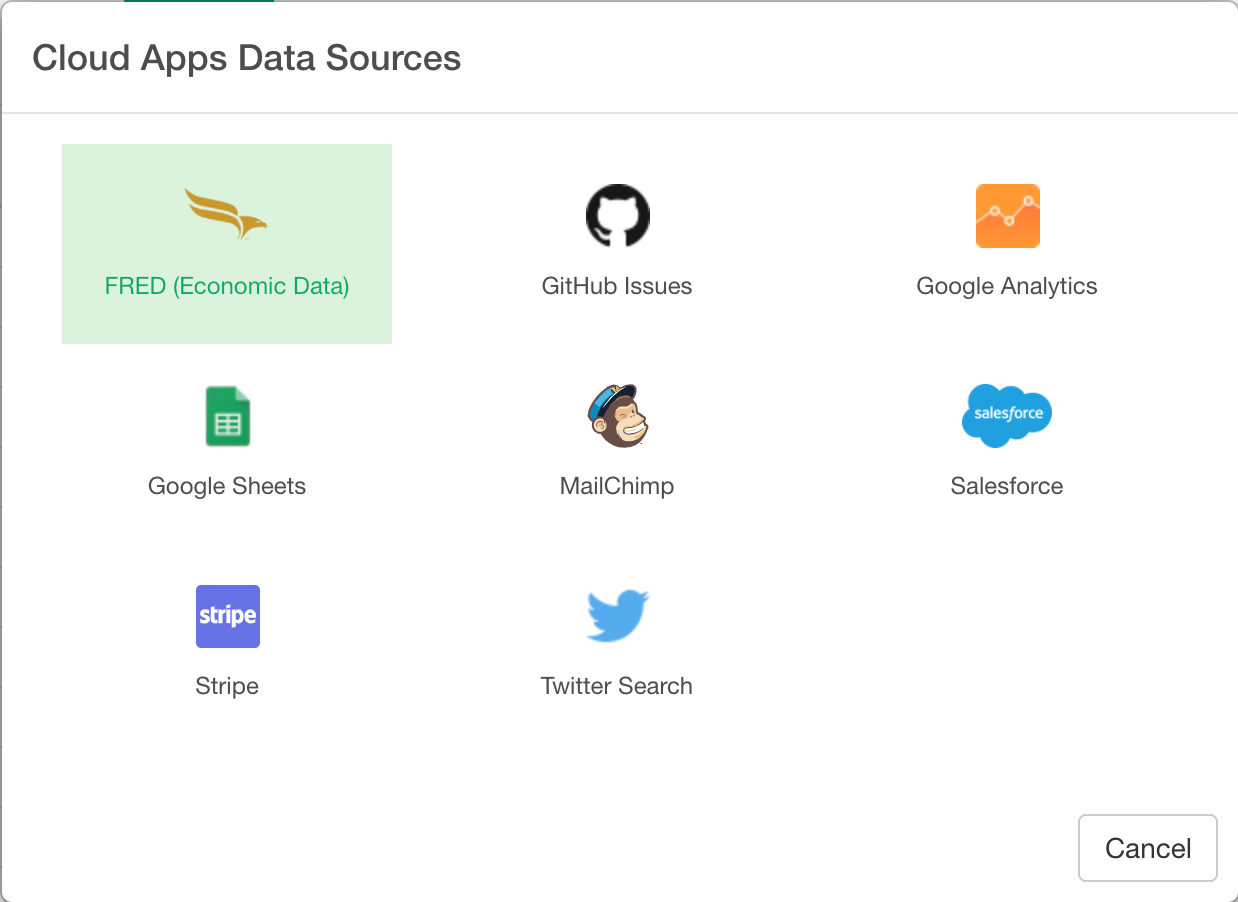 Cloud Apps Data Sources
FRED (Economic Data)
GitHub Issues
Google Analytics
Google Sheets
salesforce
MailChimp
Salesforce
stripe
Stripe
Twitter Search
Cancel